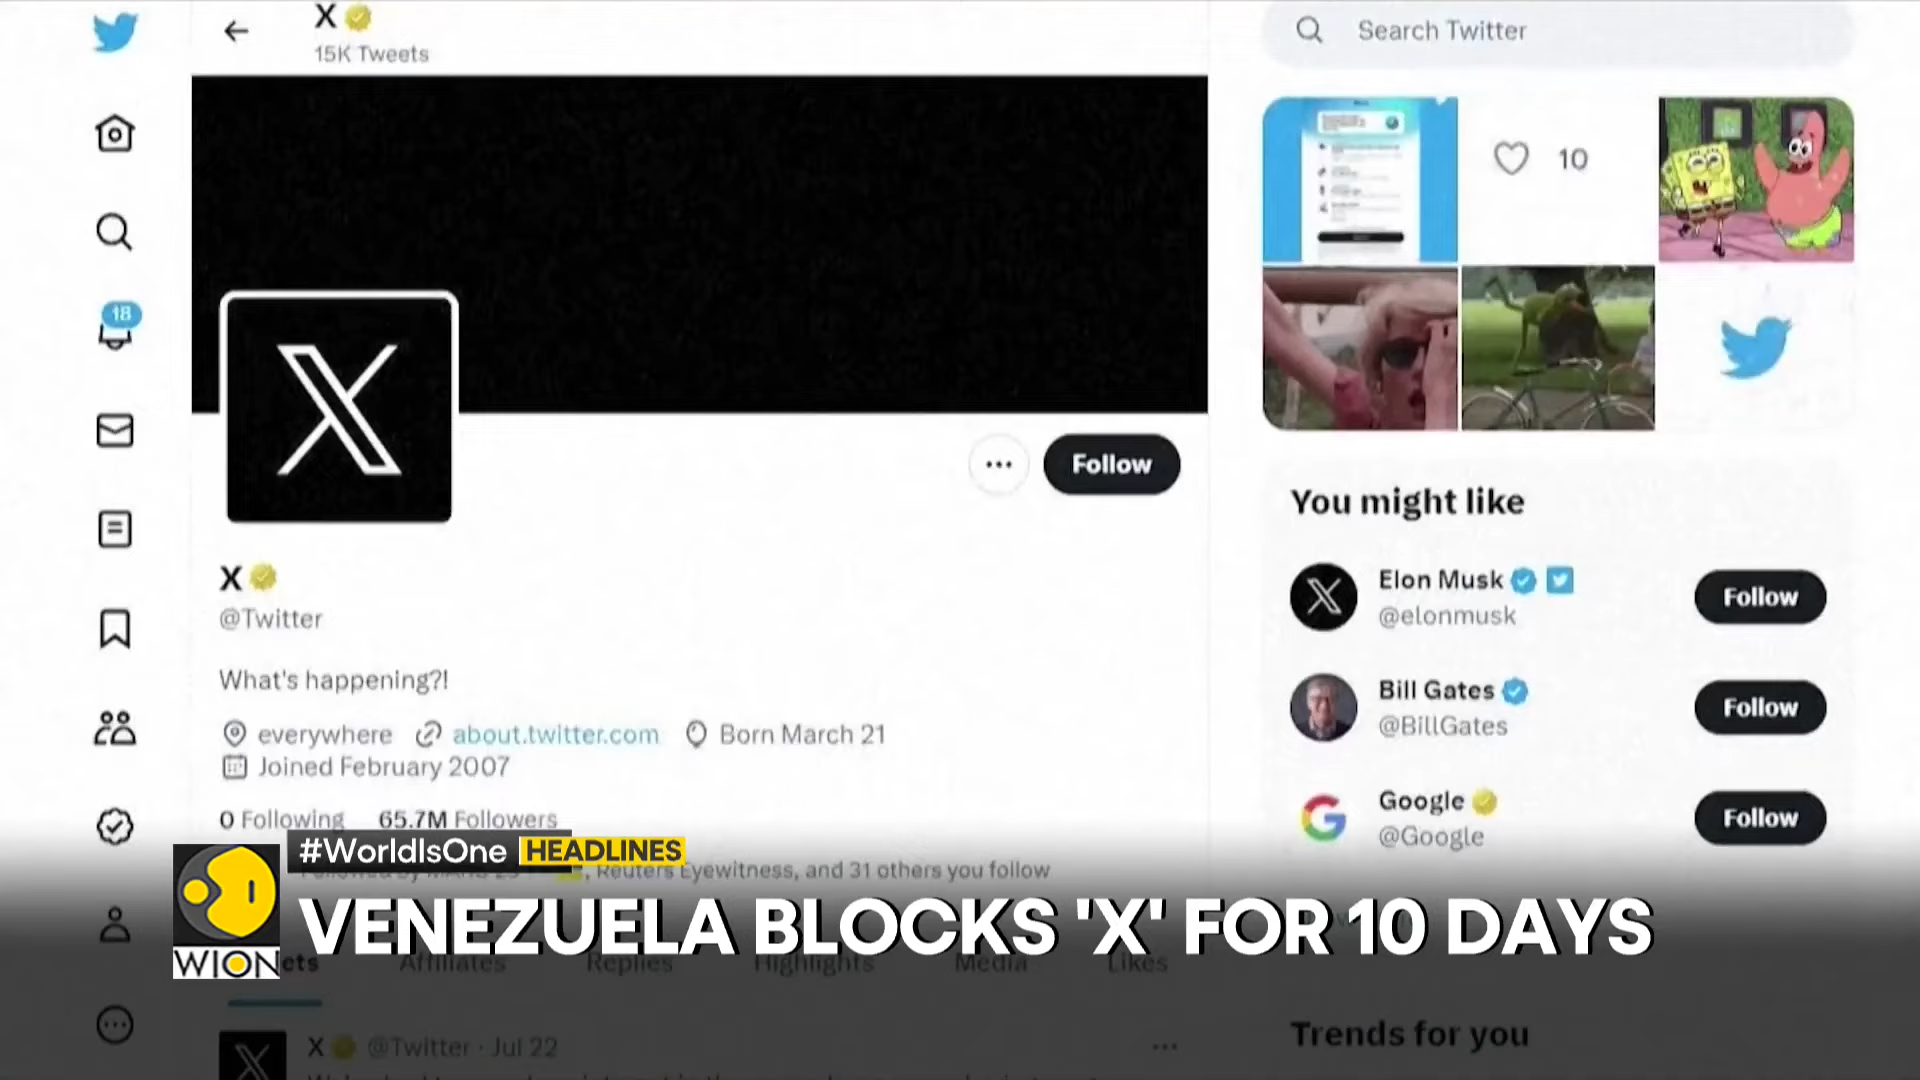 X
15K Tweets
Search Twitter
10
18
X
Follow
X
@Twitter
What's happening?!
everywhere about.twitter.com Born March 21
Joined February 2007
0 Following 65.7M Followers
Followed by
, Reuters Eyewitness, and 31 others you follow
You might like
Elon Musk
@elonmusk
Follow
Bill Gates
@BillGates
Follow
Google
@Google
Follow
#WorldIsOne HEADLINES
VENEZUELA BLOCKS 'X' FOR 10 DAYS
WION
Affiliates Replies Highlights Media Likes
X @Twitter · Jul 22
Trends for you